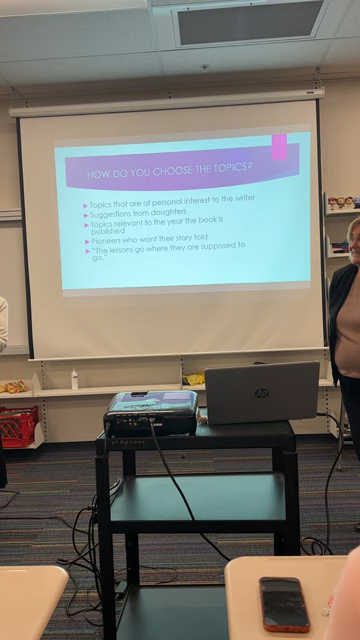 HOW DO YOU CHOOSE THE TOPICS?
Topics that are of personal interest to the writer
Suggestions from daughters
Topics relevant to the year the book is
published
Pioneers who want their story told
"The lessons go where they are supposed to
go."
hp